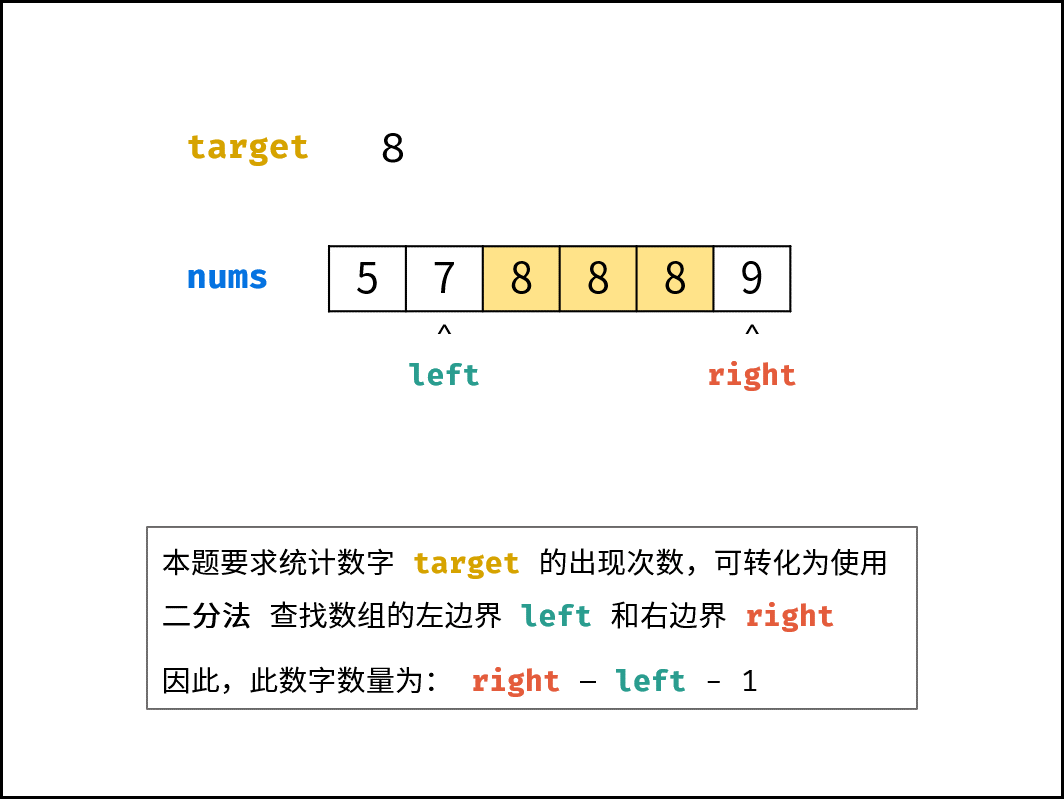 target 8
nums 5 7 8 8 8 9
^ ^
left right
本题要求统计数字 target 的出现次数，可转化为使用
二分法 查找数组的左边界 left 和右边界 right
因此，此数字数量为： right — left - 1